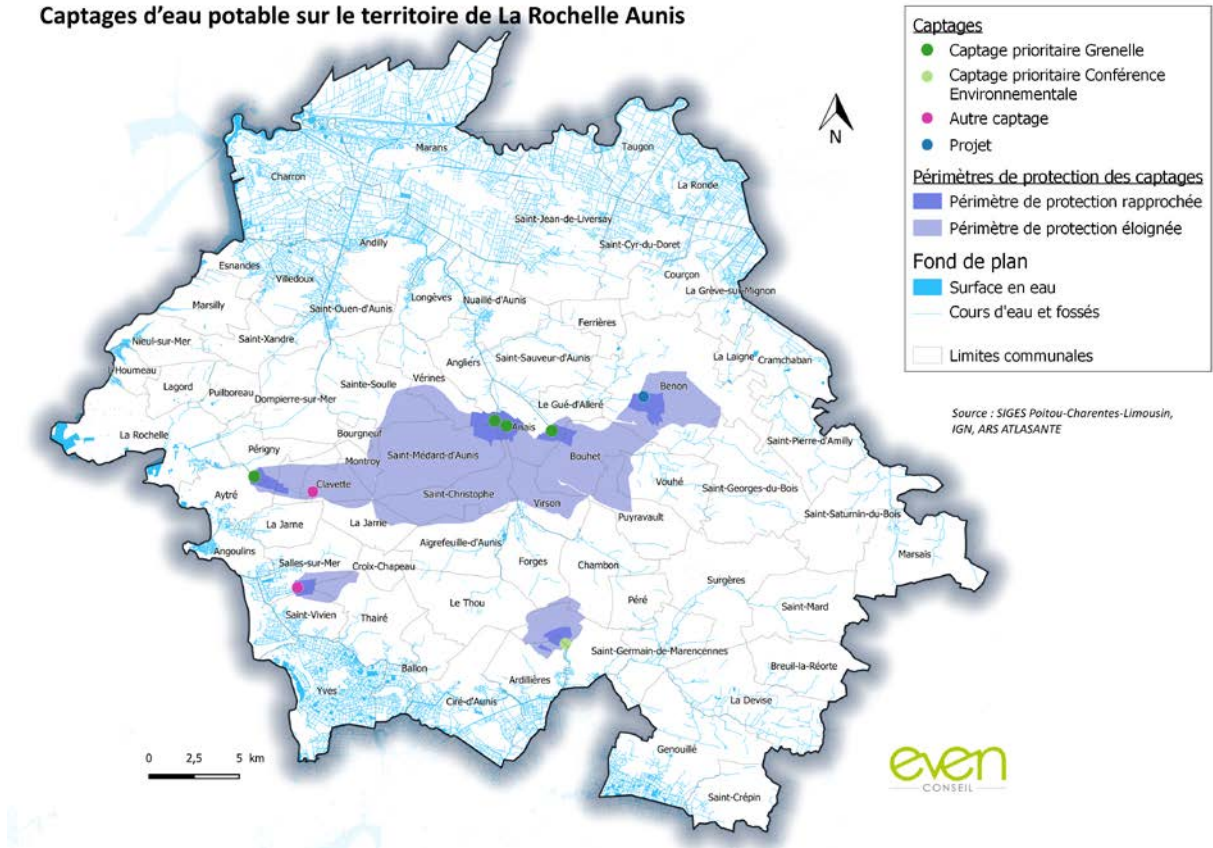 Captages d'eau potable sur le territoire de La Rochelle Aunis
Captages
Captage prioritaire Grenelle
Captage prioritaire Conférence
Environnementale
Autre captage
Projet
Périmètres de protection des captages
Périmètre de protection rapprochée
Périmètre de protection éloignée
Fond de plan
Surface en eau
Cours d'eau et fossés
Limites communales
Source : SIGES Poitou-Charentes-Limousin,
IGN, ARS ATLASANTE
N
Marans
Taugon
Charron
La Ronde
Saint-Jean-de-Liversay
Andilly
Saint-Cyr-du-Doret
Esnandes
Villedoux
Courçon
La Grève-sur-Mignon
Marsilly
Saint-Ouen-d'Aunis
Longèves
Nuaillé-d'Aunis
Ferrières
Nieul-sur-Mer
Saint-Xandre
L'Houmeau
Angliers
Saint-Sauveur-d'Aunis
La Laigne
Cramchaban
Lagord
Puilboreau
Dompierre-sur-Mer
Sainte-Soulle
Vérines
Benon
Le Gué-d'Alleré
La Rochelle
Bourgneuf
Anais
Saint-Pierre-d'Amilly
Périgny
Montroy
Saint-Médard-d'Aunis
Bouhet
Aytré
Clavette
Saint-Christophe
Virson
Vouhé
Saint-Georges-du-Bois
La Jarne
La Jarrie
Puyravault
Saint-Saturnin-du-Bois
Angoulins
Aigrefeuille-d'Aunis
Marsais
Salles-sur-Mer
Croix-Chapeau
Forges
Chambon
Surgères
Saint-Vivien
Thairé
Le Thou
Péré
Saint-Mard
Saint-Germain-de-Marencennes
Ballon
Breuil-la-Réorte
Yves
Ardillières
Ciré-d'Aunis
La Devise
Genouillé
Saint-Crépin
0 2,5 5 km
even
CONSEIL